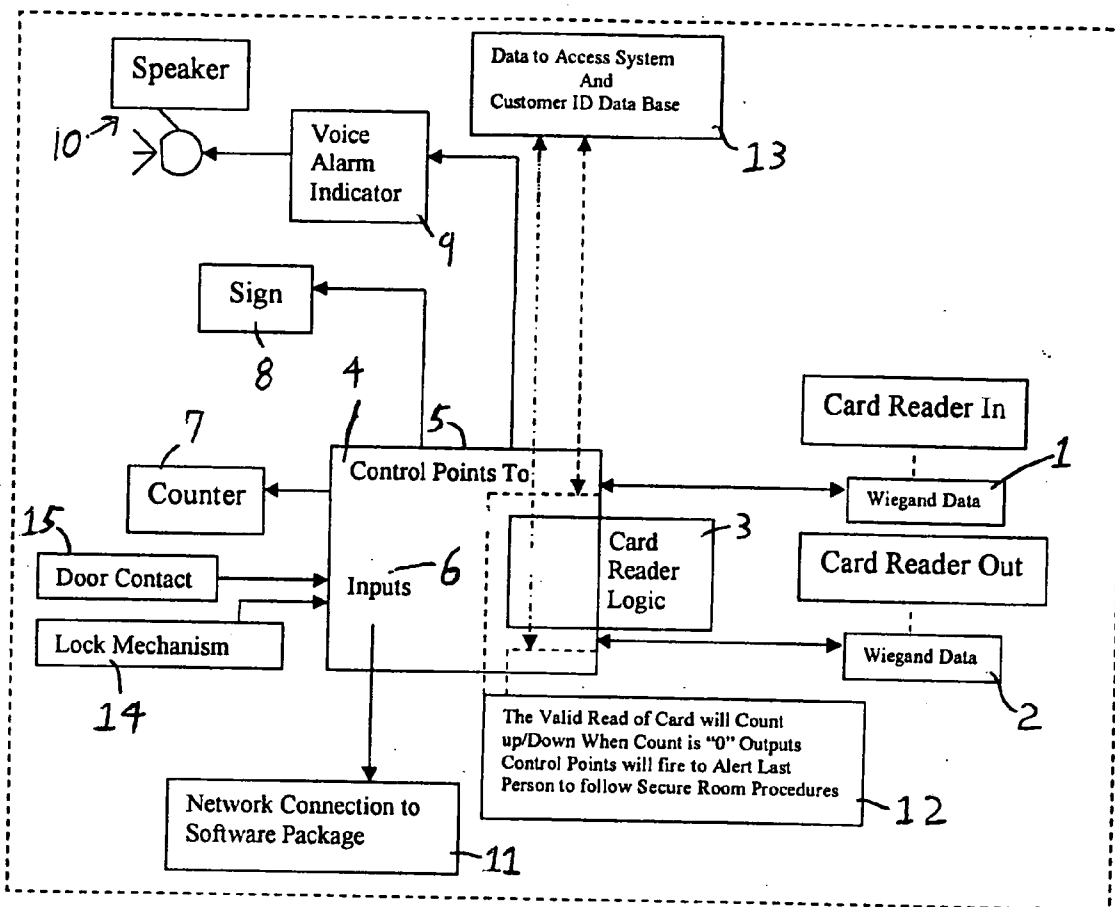 Speaker
10
Voice
Alarm
Indicator
9
Data to Access System
And
Customer ID Data Base
13
Sign
8
4
5
Control Points To
7
Counter
15
Door Contact
Lock Mechanism
14
Inputs 6
3
Card
Reader
Logic
Card Reader In
1
Wiegand Data
Card Reader Out
Wiegand Data
2
The Valid Read of Card will Count
up/Down When Count is "0" Outputs
Control Points will fire to Alert Last
Person to follow Secure Room Procedures
12
Network Connection to
Software Package
11